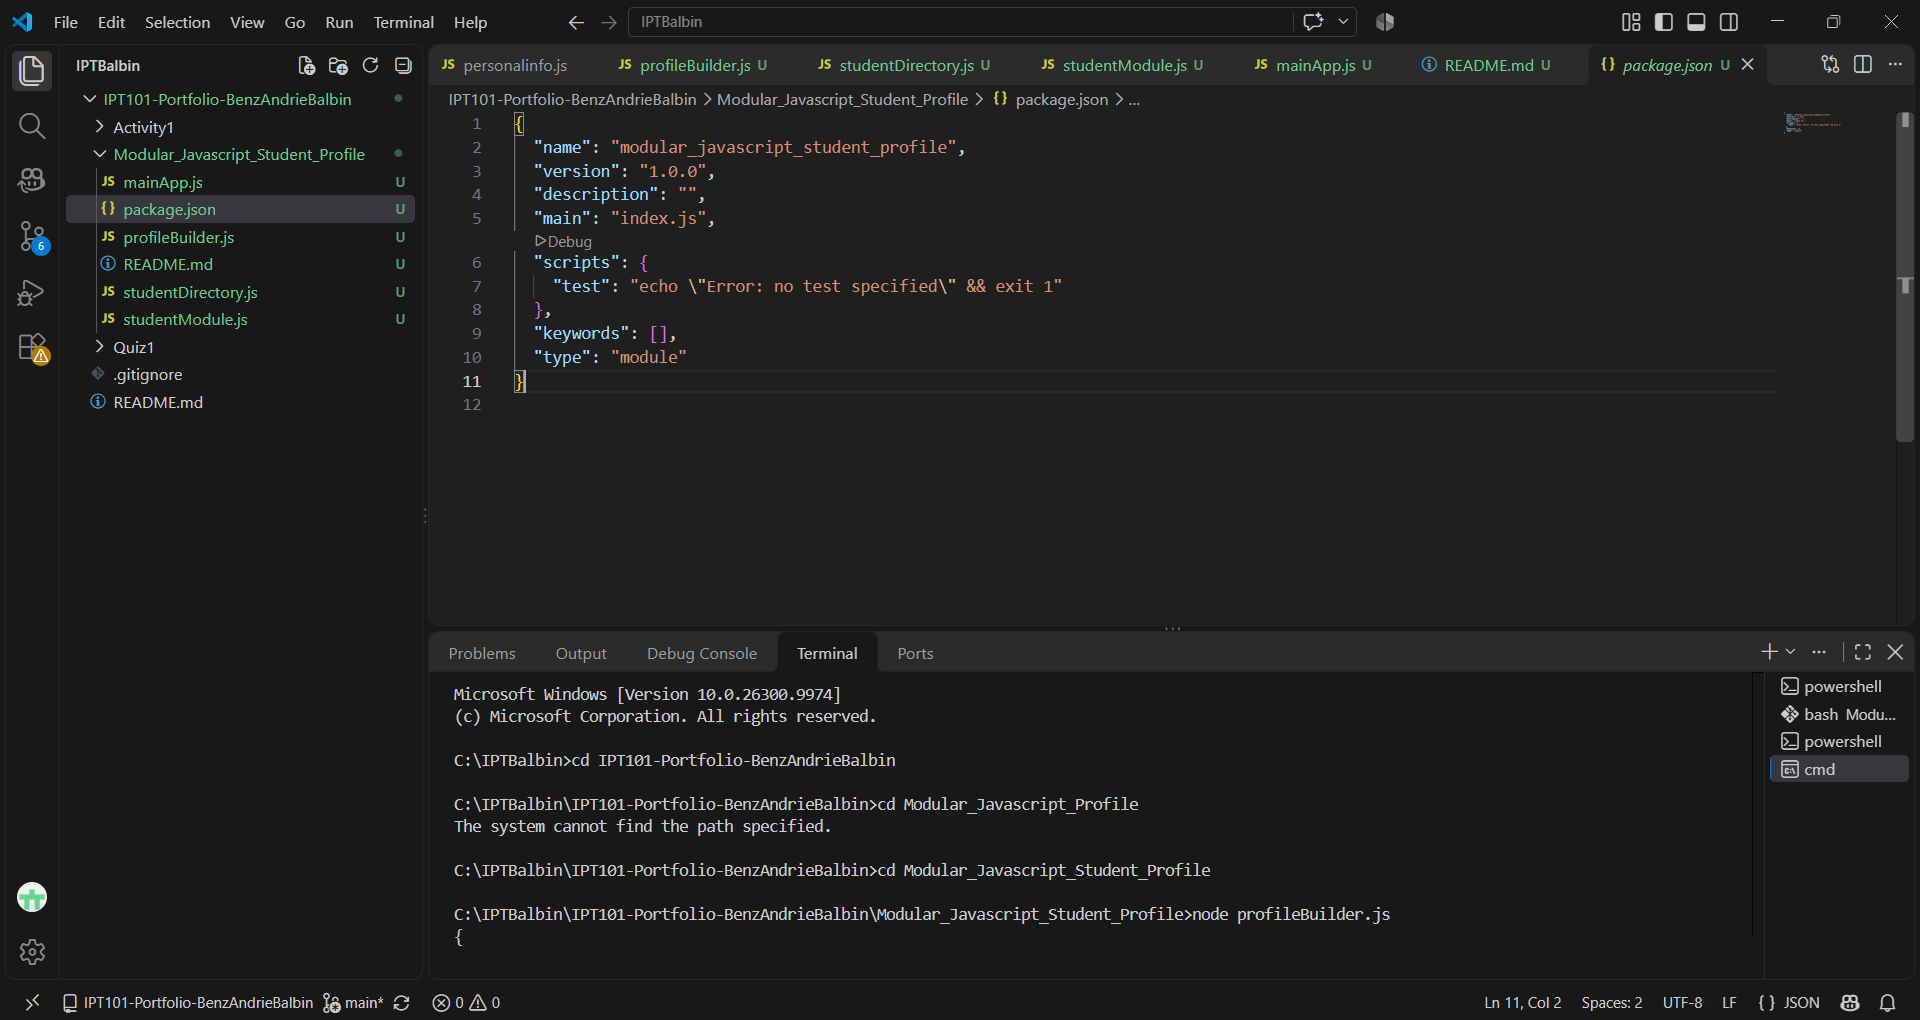 File Edit Selection View Go Run Terminal Help
IPTBalbin
IPTBalbin
IPT101-Portfolio-BenzAndrieBalbin
Activity1
Modular_Javascript_Student_Profile
JS mainApp.js U
{} package.json U
JS profileBuilder.js U
README.md U
JS studentDirectory.js U
JS studentModule.js U
Quiz1
.gitignore
README.md
6
JS personalinfo.js JS profileBuilder.js U JS studentDirectory.js U JS studentModule.js U JS mainApp.js U README.md U {} package.json U
IPT101-Portfolio-BenzAndrieBalbin > Modular_Javascript_Student_Profile > {} package.json > ...
1 {
2 "name": "modular_javascript_student_profile",
3 "version": "1.0.0",
4 "description": "",
5 "main": "index.js",
Debug
6 "scripts": {
7 "test": "echo \"Error: no test specified\" && exit 1"
8 },
9 "keywords": [],
10 "type": "module"
11 }
12
Problems Output Debug Console Terminal Ports
Microsoft Windows [Version 10.0.26300.9974]
(c) Microsoft Corporation. All rights reserved.
C:\IPTBalbin>cd IPT101-Portfolio-BenzAndrieBalbin
C:\IPTBalbin\IPT101-Portfolio-BenzAndrieBalbin>cd Modular_Javascript_Profile
The system cannot find the path specified.
C:\IPTBalbin\IPT101-Portfolio-BenzAndrieBalbin>cd Modular_Javascript_Student_Profile
C:\IPTBalbin\IPT101-Portfolio-BenzAndrieBalbin\Modular_Javascript_Student_Profile>node profileBuilder.js
{
powershell
bash Modu...
powershell
cmd
IPT101-Portfolio-BenzAndrieBalbin main* 0 0
Ln 11, Col 2 Spaces: 2 UTF-8 LF {} JSON